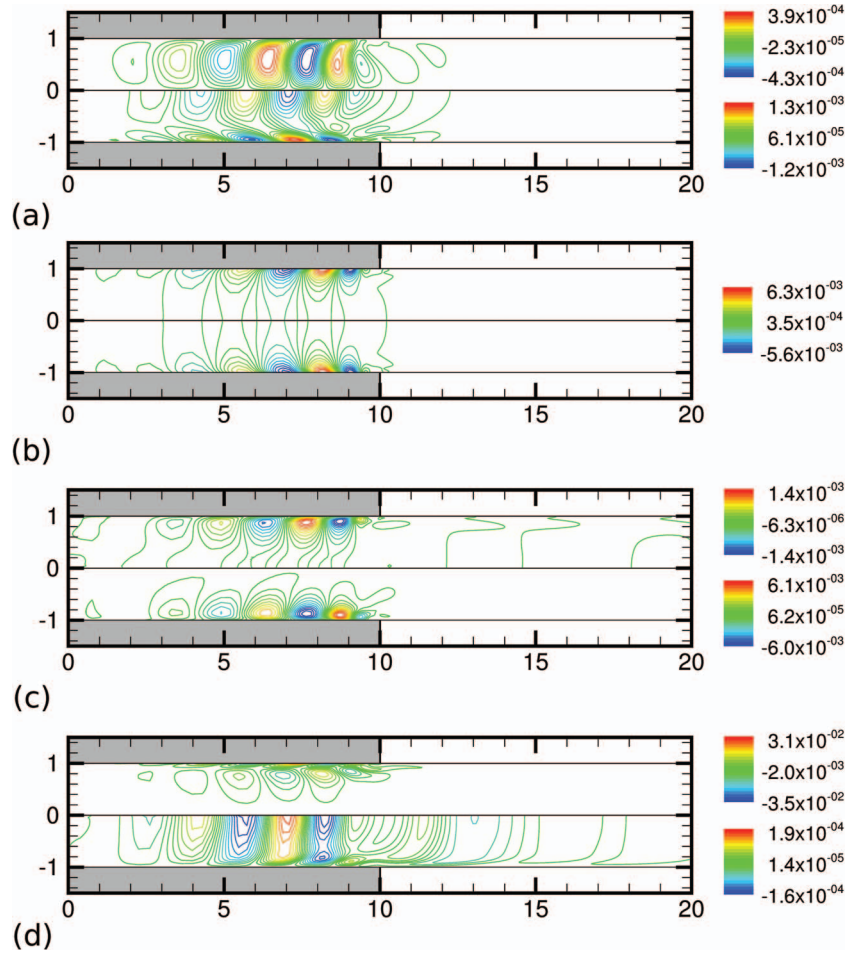 1
0
-1
0 5 10 15 20
3.9x10⁻⁰⁴
-2.3x10⁻⁰⁵
-4.3x10⁻⁰⁴
1.3x10⁻⁰³
6.1x10⁻⁰⁵
-1.2x10⁻⁰³
(a)
1
0
-1
0 5 10 15 20
6.3x10⁻⁰³
3.5x10⁻⁰⁴
-5.6x10⁻⁰³
(b)
1
0
-1
0 5 10 15 20
1.4x10⁻⁰³
-6.3x10⁻⁰⁶
-1.4x10⁻⁰³
6.1x10⁻⁰³
6.2x10⁻⁰⁵
-6.0x10⁻⁰³
(c)
1
0
-1
0 5 10 15 20
3.1x10⁻⁰²
-2.0x10⁻⁰³
-3.5x10⁻⁰²
1.9x10⁻⁰⁴
1.4x10⁻⁰⁵
-1.6x10⁻⁰⁴
(d)